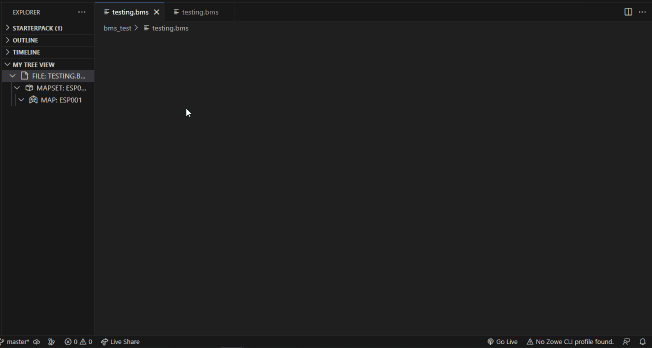 EXPLORER ···
testing.bms × testing.bms
bms_test > testing.bms
STARTERPACK (1)
OUTLINE
TIMELINE
MY TREE VIEW
FILE: TESTING.B...
MAPSET: ESP0...
MAP: ESP001
master* 0 0 Live Share Go Live No Zowe CLI profile found.